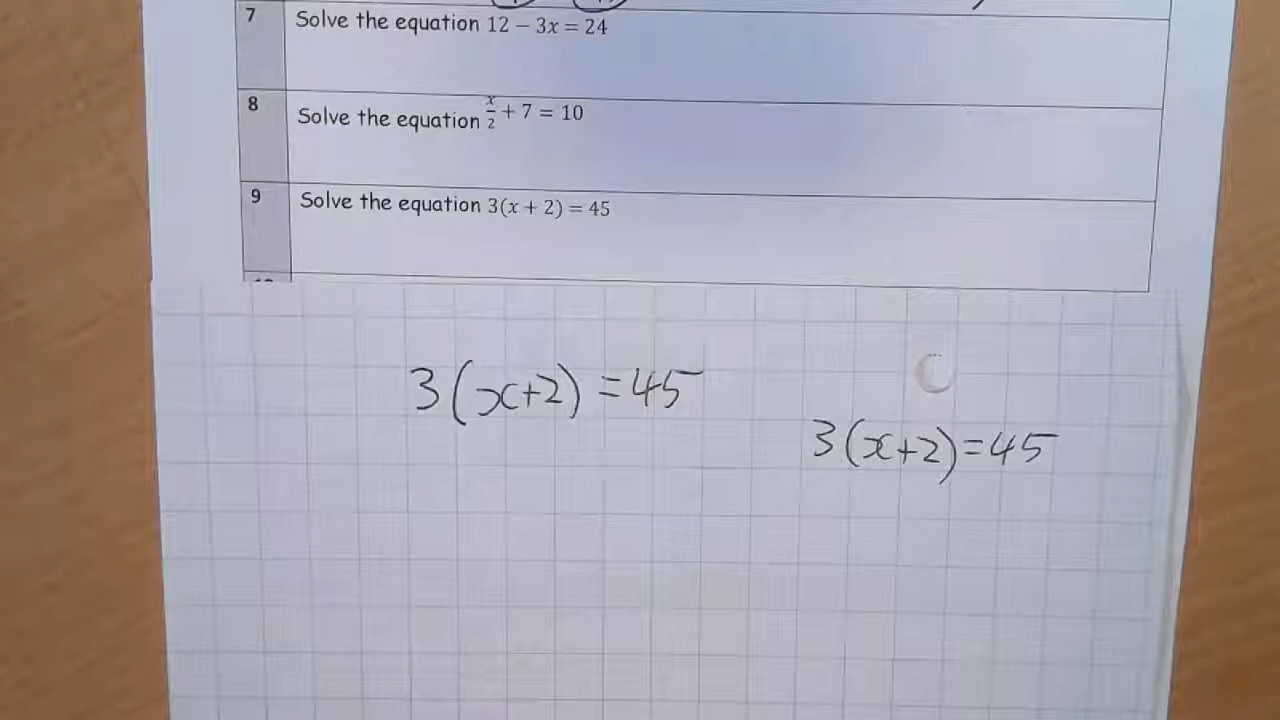 7 Solve the equation 12 − 3x = 24
8 Solve the equation x/2 + 7 = 10
9 Solve the equation 3(x + 2) = 45
3(x+2) = 45
3(x+2) = 45